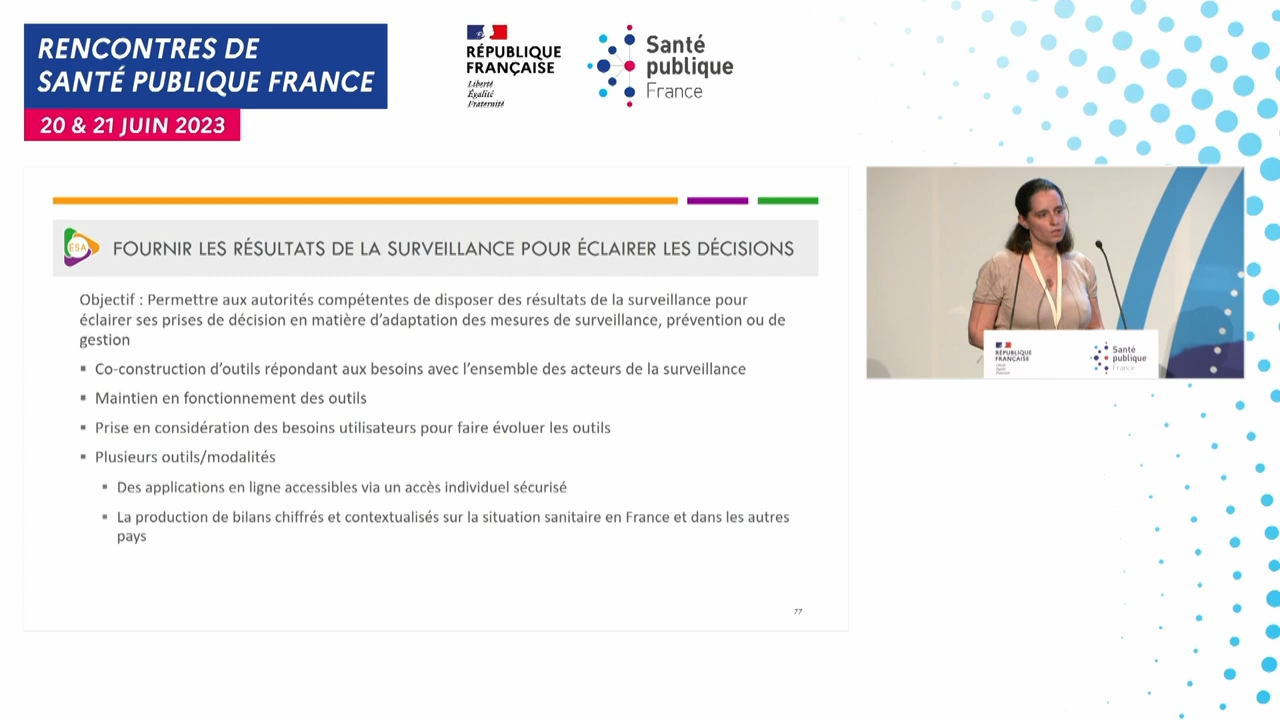 RENCONTRES DE
SANTÉ PUBLIQUE FRANCE
20 & 21 JUIN 2023
RÉPUBLIQUE
FRANÇAISE
Liberté
Égalité
Fraternité
Santé
publique
France
ESA
FOURNIR LES RÉSULTATS DE LA SURVEILLANCE POUR ÉCLAIRER LES DÉCISIONS
Objectif : Permettre aux autorités compétentes de disposer des résultats de la surveillance pour
éclairer ses prises de décision en matière d’adaptation des mesures de surveillance, prévention ou de
gestion
▪ Co-construction d’outils répondant aux besoins avec l’ensemble des acteurs de la surveillance
▪ Maintien en fonctionnement des outils
▪ Prise en considération des besoins utilisateurs pour faire évoluer les outils
▪ Plusieurs outils/modalités
▪ Des applications en ligne accessibles via un accès individuel sécurisé
▪ La production de bilans chiffrés et contextualisés sur la situation sanitaire en France et dans les autres
pays
77
RÉPUBLIQUE
FRANÇAISE
Santé
publique
France